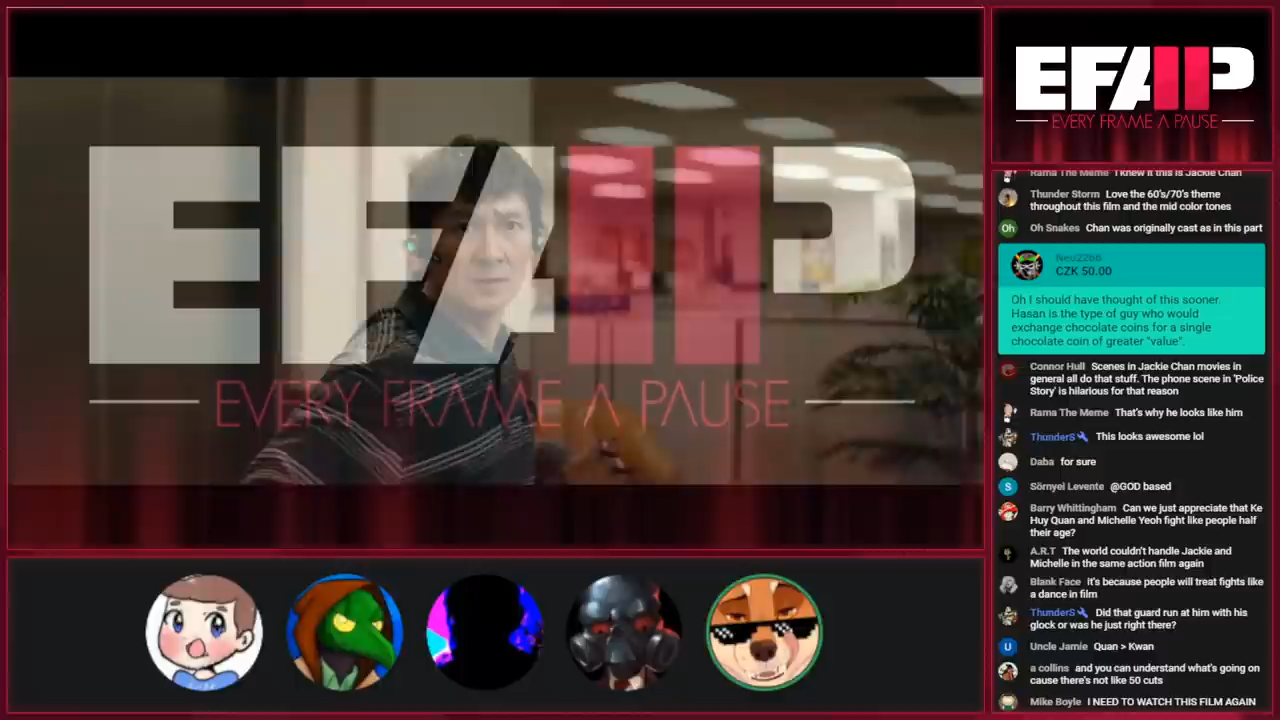 EFAP
EVERY FRAME A PAUSE
EFAP
EVERY FRAME A PAUSE
Rama The Meme I knew it this is Jackie Chan
Thunder Storm Love the 60's/70's theme
throughout this film and the mid color tones
Oh
Oh Snakes Chan was originally cast as in this part
Neu2266
CZK 50.00
Oh I should have thought of this sooner.
Hasan is the type of guy who would
exchange chocolate coins for a single
chocolate coin of greater "value".
Connor Hull Scenes in Jackie Chan movies in
general all do that stuff. The phone scene in 'Police
Story' is hilarious for that reason
Rama The Meme That's why he looks like him
ThunderS This looks awesome lol
Daba for sure
S
Sörnyel Levente @GOD based
Barry Whittingham Can we just appreciate that Ke
Huy Quan and Michelle Yeoh fight like people half
their age?
A.R.T The world couldn't handle Jackie and
Michelle in the same action film again
Blank Face It's because people will treat fights like
a dance in film
ThunderS Did that guard run at him with his
glock or was he just right there?
U
Uncle Jamie Quan > Kwan
a collins and you can understand what's going on
cause there's not like 50 cuts
Mike Boyle I NEED TO WATCH THIS FILM AGAIN